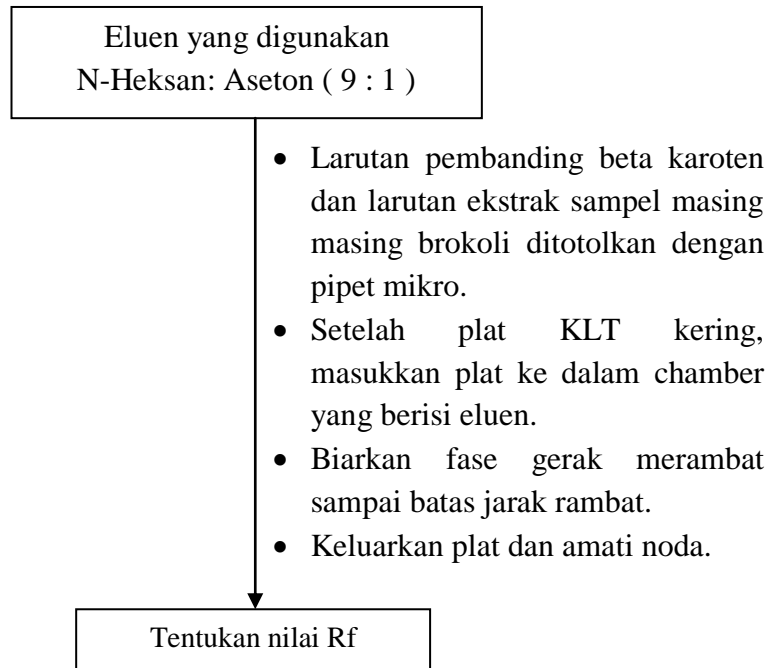 Eluen yang digunakan
N-Heksan: Aseton ( 9 : 1 )
• Larutan pembanding beta karoten
dan larutan ekstrak sampel masing
masing brokoli ditotolkan dengan
pipet mikro.
• Setelah plat KLT kering,
masukkan plat ke dalam chamber
yang berisi eluen.
• Biarkan fase gerak merambat
sampai batas jarak rambat.
• Keluarkan plat dan amati noda.
Tentukan nilai Rf